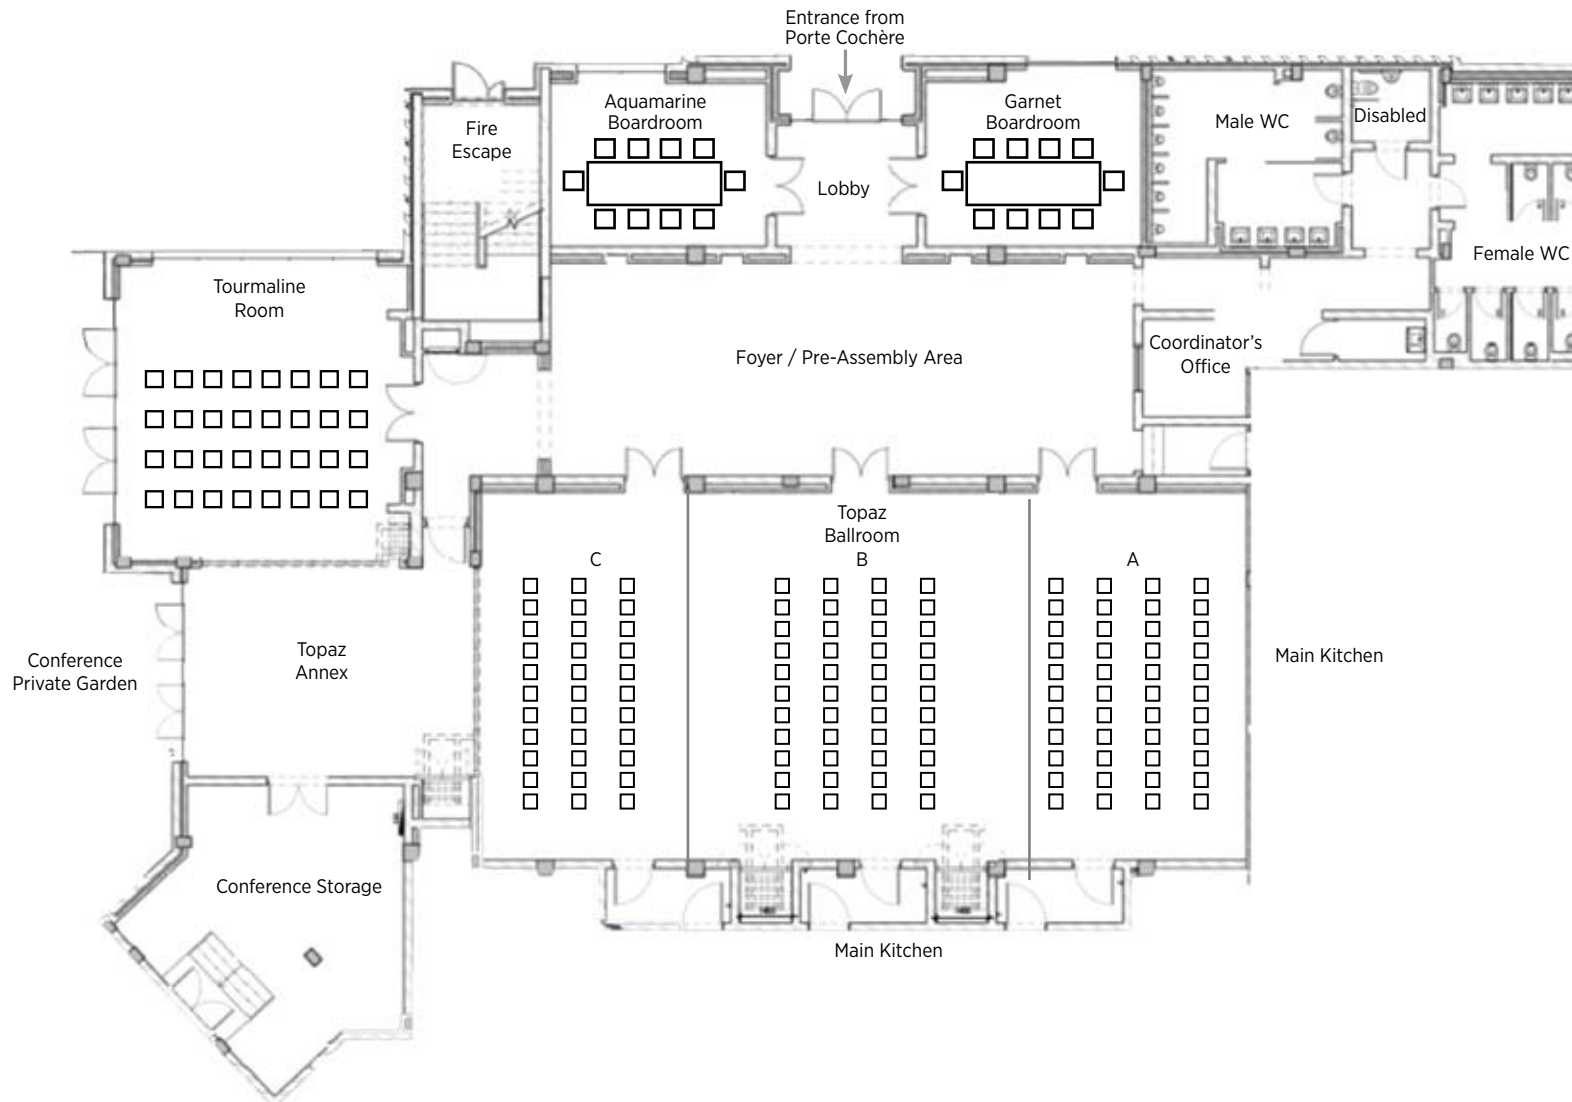 Entrance from
Porte Cochère
Aquamarine
Boardroom
Garnet
Boardroom
Fire
Escape
Male WC
Disabled
Lobby
Female WC
Tourmaline
Room
Foyer / Pre-Assembly Area
Coordinator's
Office
Topaz
Ballroom
C
B
A
Conference
Private Garden
Topaz
Annex
Main Kitchen
Conference Storage
Main Kitchen